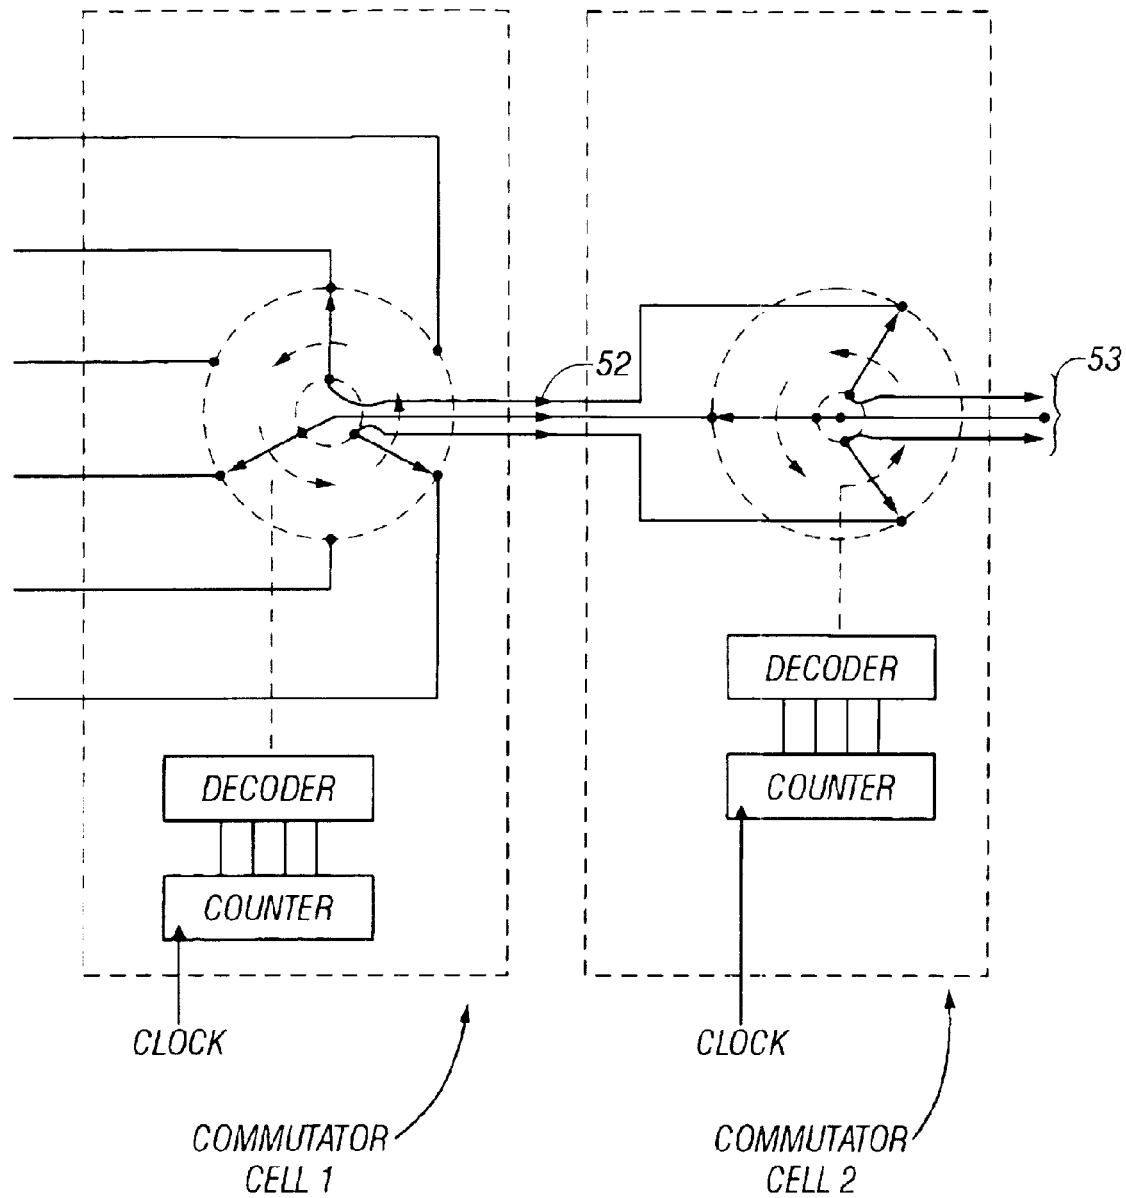 52
53
DECODER
COUNTER
DECODER
COUNTER
CLOCK
CLOCK
COMMUTATOR
CELL 1
COMMUTATOR
CELL 2